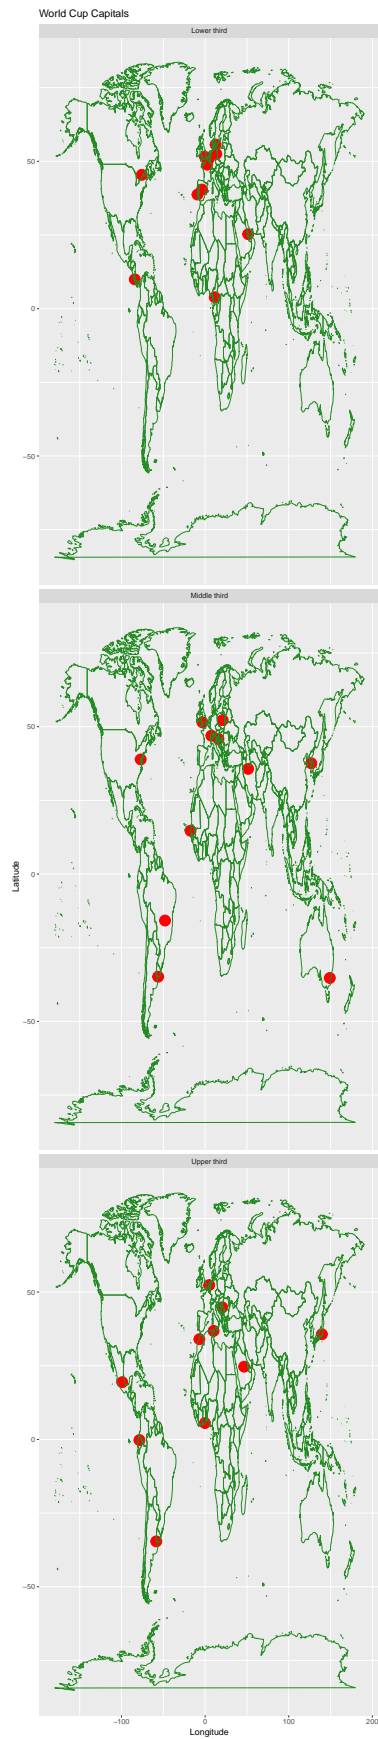 World Cup Capitals
Lower third
50
0
−50
Middle third
50
0
−50
Latitude
Upper third
50
0
−50
−100
0
100
200
Longitude